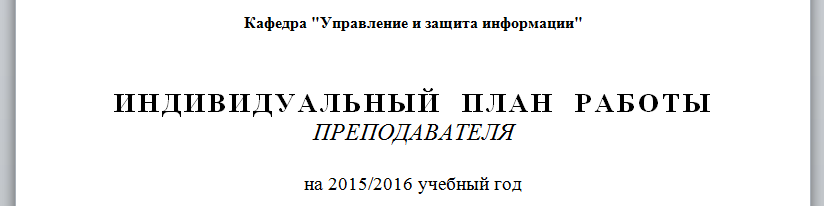 Кафедра "Управление и защита информации"
ИНДИВИДУАЛЬНЫЙ ПЛАН РАБОТЫ
ПРЕПОДАВАТЕЛЯ
на 2015/2016 учебный год